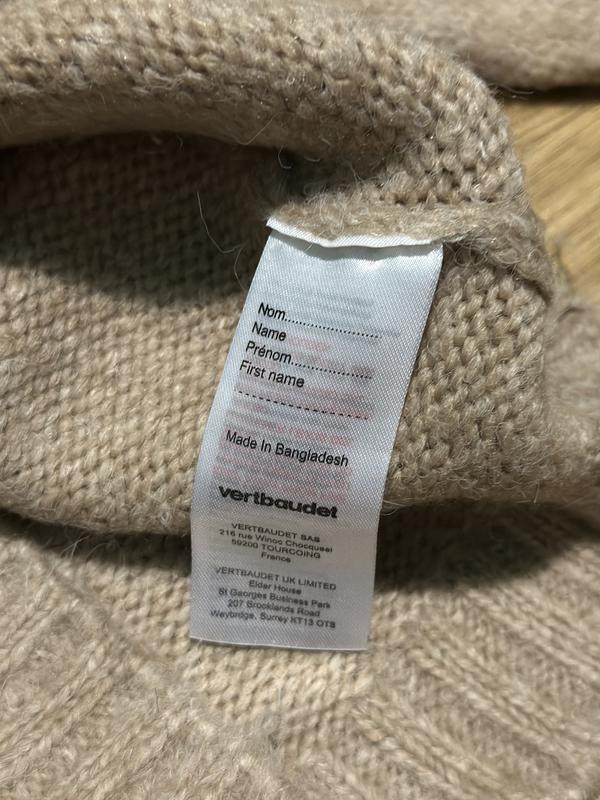 Nom..............................
Name
Prénom.........................
First name
------------------------------
Made In Bangladesh
vertbaudet
VERTBAUDET SAS
216 rue Winoc Chocqueel
59200 TOURCOING
France
VERTBAUDET UK LIMITED
Elder House
St Georges Business Park
207 Brooklands Road
Weybridge, Surrey KT13 0TS